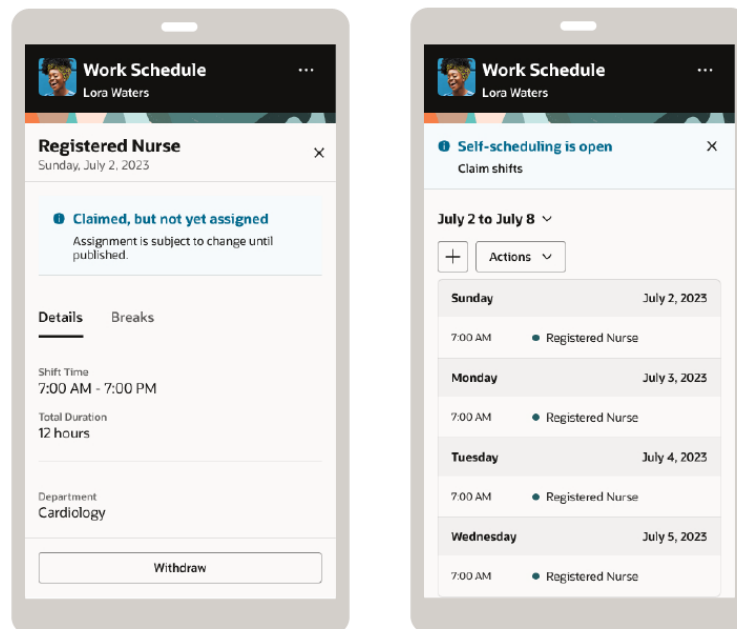 Work Schedule
Lora Waters
Registered Nurse
Sunday, July 2, 2023
Claimed, but not yet assigned
Assignment is subject to change until
published.
Details Breaks
Shift Time
7:00 AM - 7:00 PM
Total Duration
12 hours
Department
Cardiology
Withdraw
Work Schedule
Lora Waters
Self-scheduling is open
Claim shifts
July 2 to July 8
Actions
Sunday July 2, 2023
7:00 AM Registered Nurse
Monday July 3, 2023
7:00 AM Registered Nurse
Tuesday July 4, 2023
7:00 AM Registered Nurse
Wednesday July 5, 2023
7:00 AM Registered Nurse